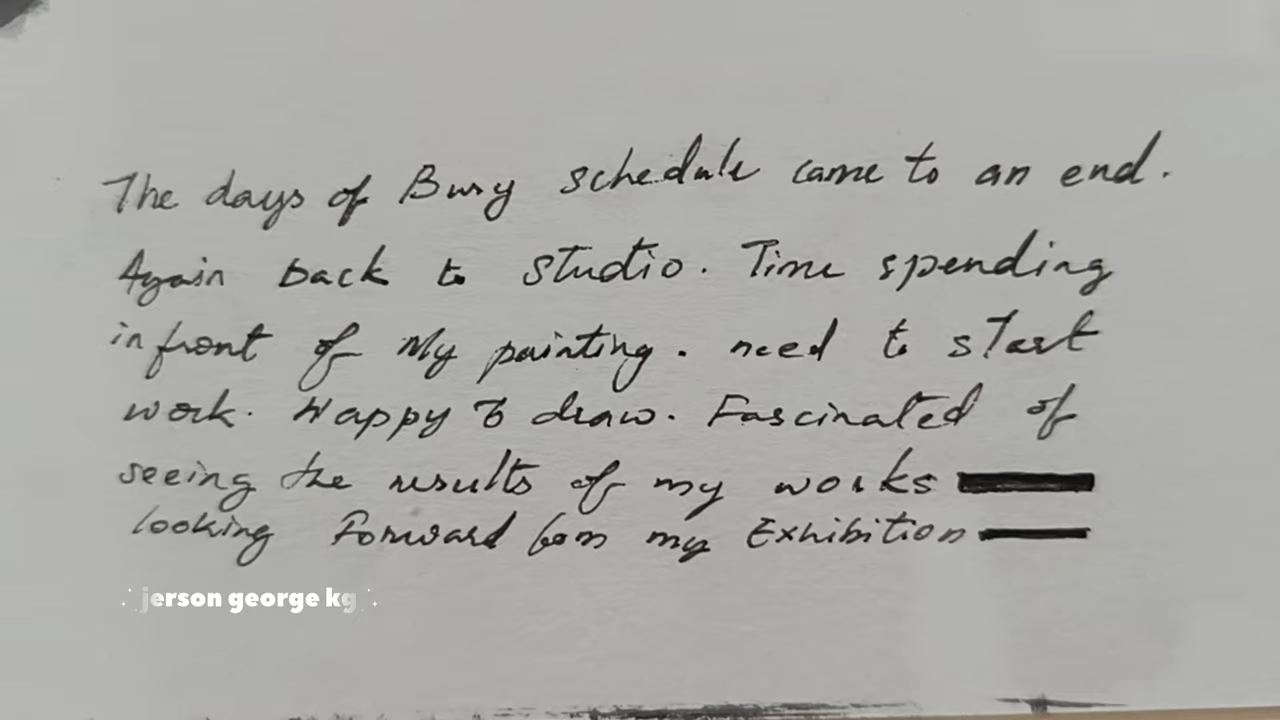 The days of Busy schedule came to an end.
Again back to studio. Time spending
in front of My painting. need to start
work. Happy to draw. Fascinated of
seeing the results of my works
looking Forward my Exhibition
jerson george kg